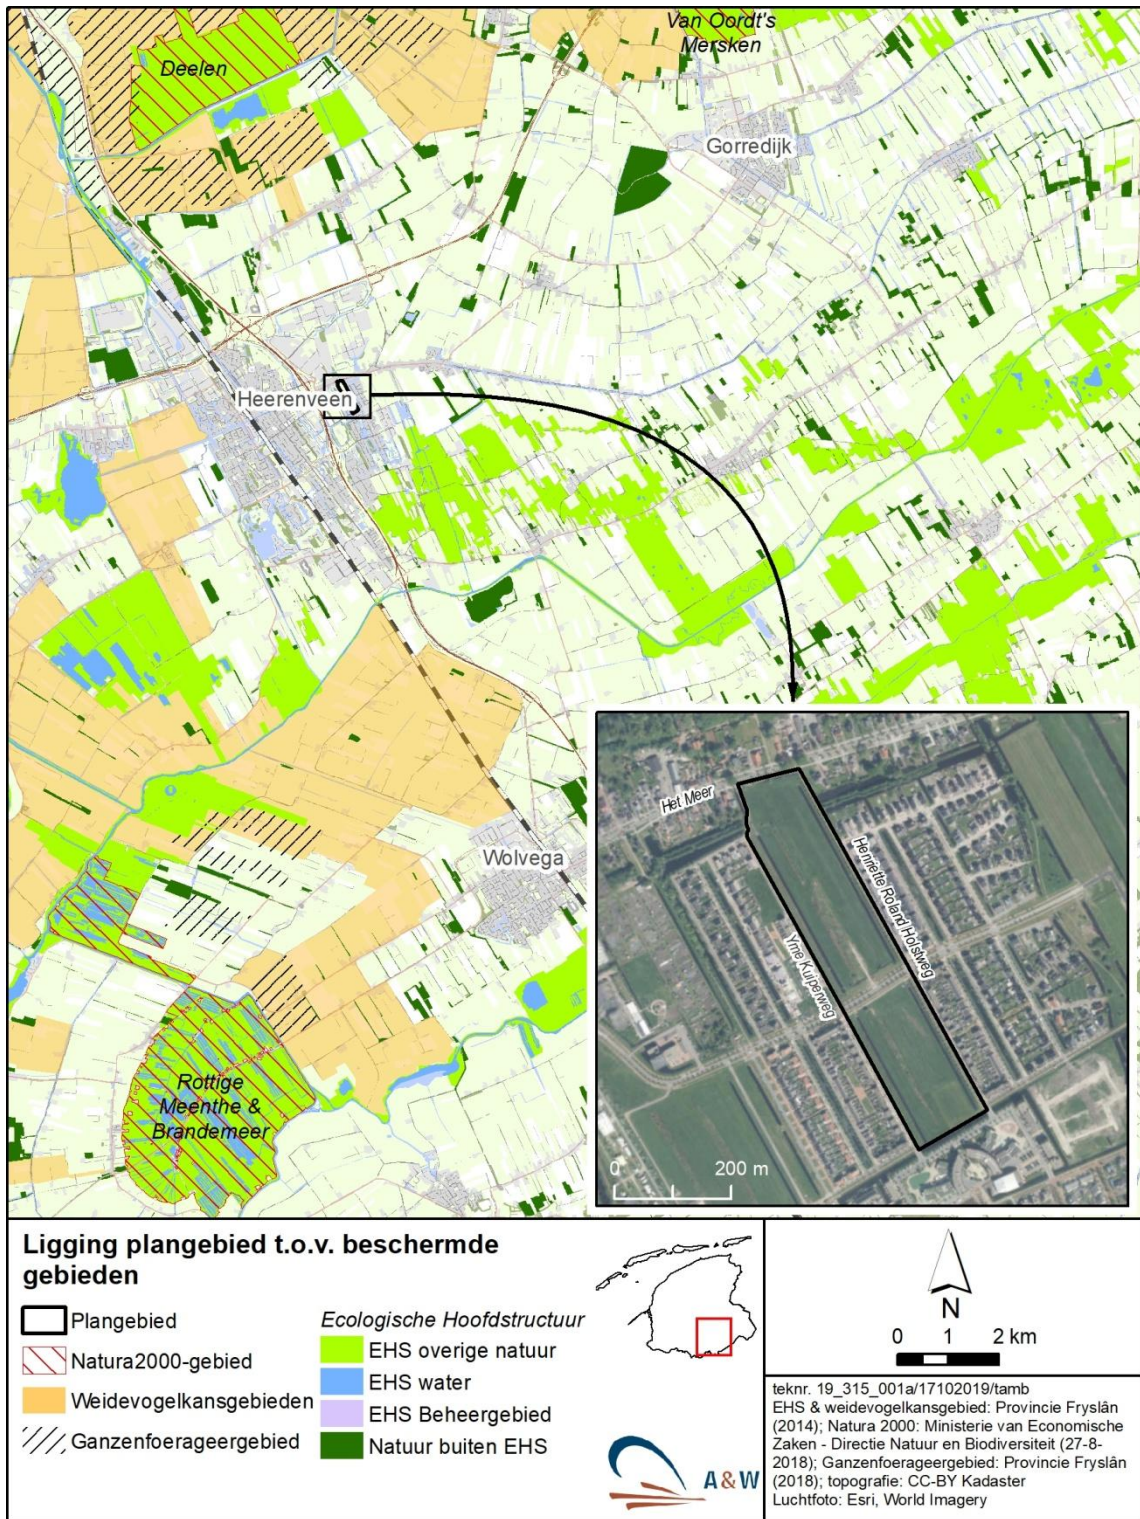 Van Oordt's
Mersken
Deelen
Gorredijk
Heerenveen
Wolvega
Rottige
Meenthe &
Brandemeer
Het Meer
Henriette Roland Holstweg
Yme Kuiperweg
0 200 m
Ligging plangebied t.o.v. beschermde
gebieden
Plangebied
Natura2000-gebied
Weidevogelkansgebieden
Ganzenfoerageergebied
Ecologische Hoofdstructuur
EHS overige natuur
EHS water
EHS Beheergebied
Natuur buiten EHS
A&W
N
0 1 2 km
teknr. 19_315_001a/17102019/tamb
EHS & weidevogelkansgebied: Provincie Fryslân
(2014); Natura 2000: Ministerie van Economische
Zaken - Directie Natuur en Biodiversiteit (27-8-
2018); Ganzenfoerageergebied: Provincie Fryslân
(2018); topografie: CC-BY Kadaster
Luchtfoto: Esri, World Imagery